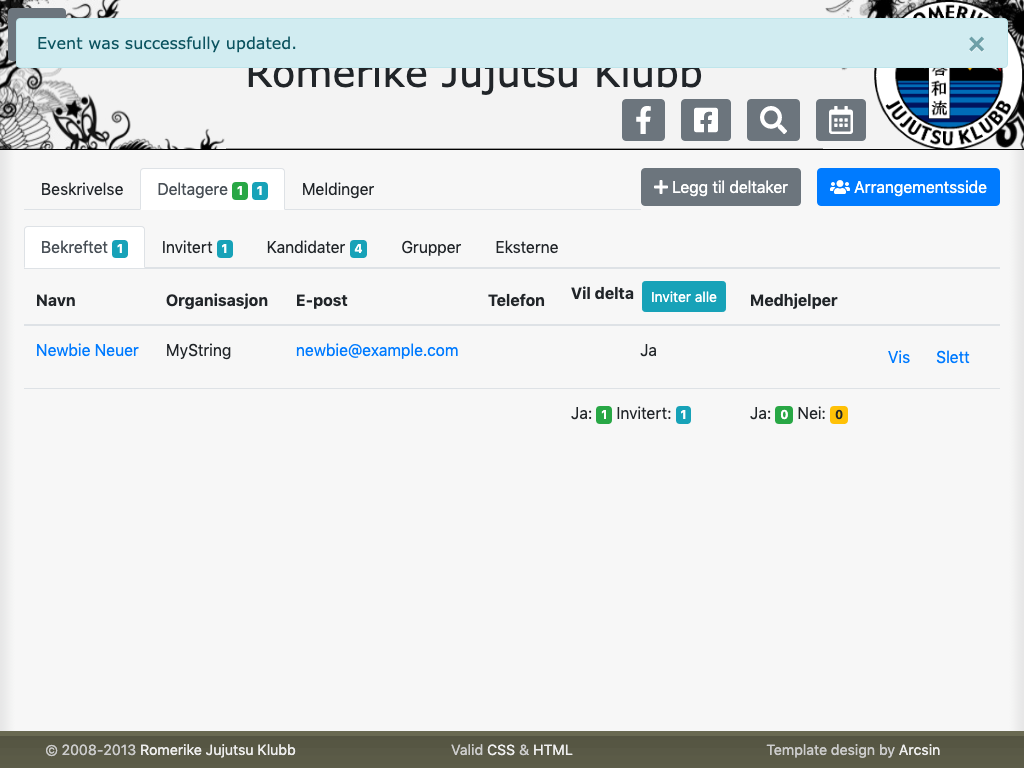 Event was successfully updated.
×
Romerike Jujutsu Klubb
ROMERIKE
啓和流
JUJUTSU KLUBB
Beskrivelse
Deltagere 1 1
Meldinger
Legg til deltaker
Arrangementsside
Bekreftet 1
Invitert 1
Kandidater 4
Grupper
Eksterne
Navn
Organisasjon
E-post
Telefon
Vil delta
Inviter alle
Medhjelper
Newbie Neuer
MyString
newbie@example.com
Ja
Vis
Slett
Ja: 1 Invitert: 1
Ja: 0 Nei: 0
© 2008-2013 Romerike Jujutsu Klubb
Valid CSS & HTML
Template design by Arcsin